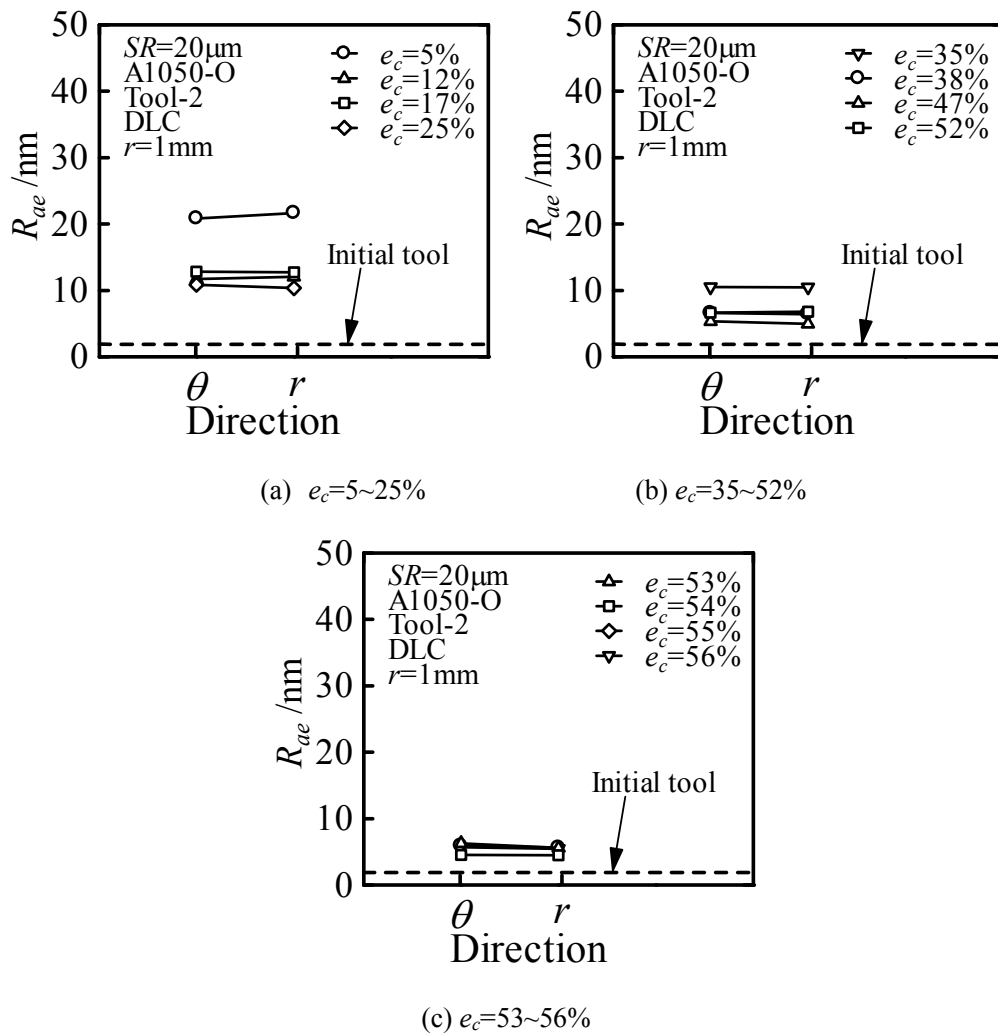 50
40
30
20
10
0
R_ae /nm
SR=20μm
A1050-O
Tool-2
DLC
r=1mm
e_c=5%
e_c=12%
e_c=17%
e_c=25%
Initial tool
θ r
Direction
(a) e_c=5~25%
50
40
30
20
10
0
R_ae /nm
SR=20μm
A1050-O
Tool-2
DLC
r=1mm
e_c=35%
e_c=38%
e_c=47%
e_c=52%
Initial tool
θ r
Direction
(b) e_c=35~52%
50
40
30
20
10
0
R_ae /nm
SR=20μm
A1050-O
Tool-2
DLC
r=1mm
e_c=53%
e_c=54%
e_c=55%
e_c=56%
Initial tool
θ r
Direction
(c) e_c=53~56%